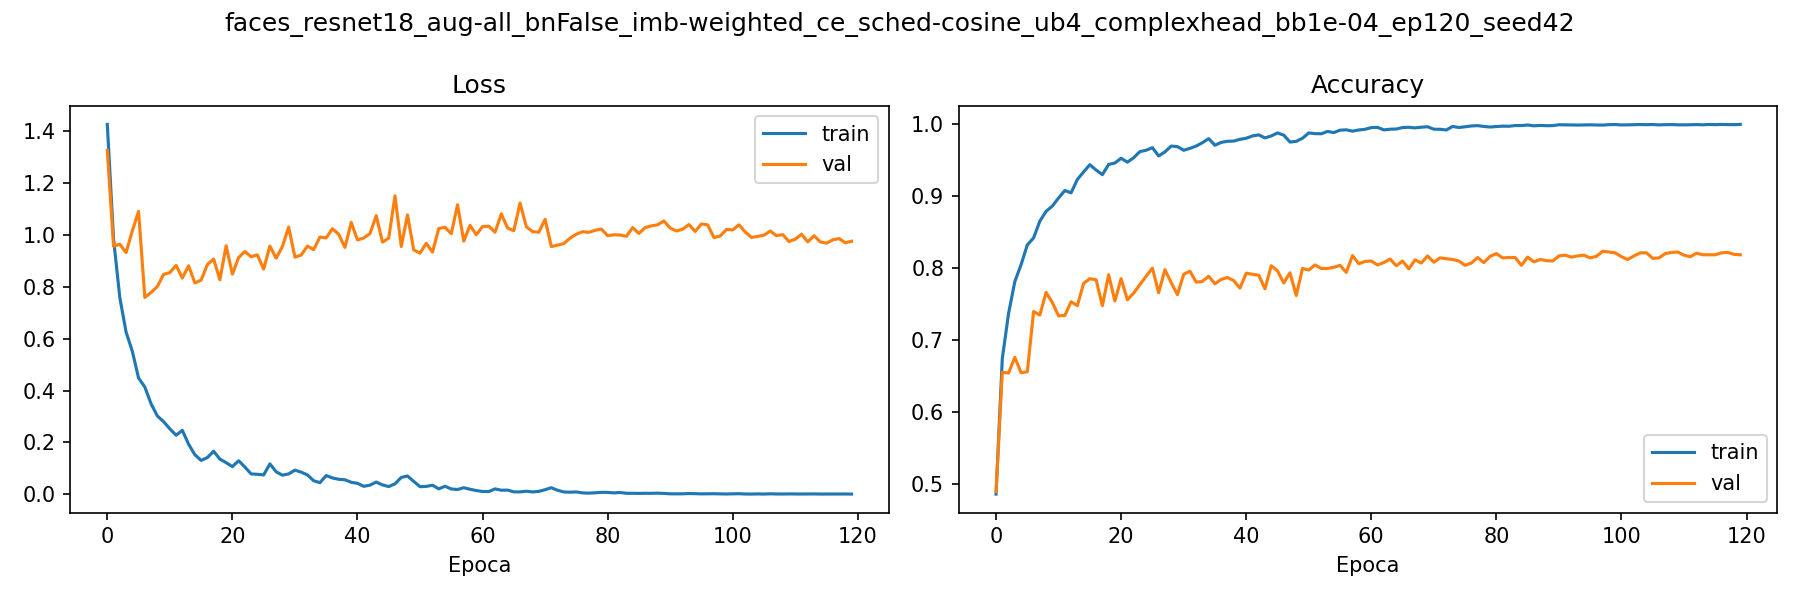 faces_resnet18_aug-all_bnFalse_imb-weighted_ce_sched-cosine_ub4_complexhead_bb1e-04_ep120_seed42
Loss
1.4
1.2
1.0
0.8
0.6
0.4
0.2
0.0
train
val
0 20 40 60 80 100 120
Epoca
Accuracy
1.0
0.9
0.8
0.7
0.6
0.5
train
val
0 20 40 60 80 100 120
Epoca